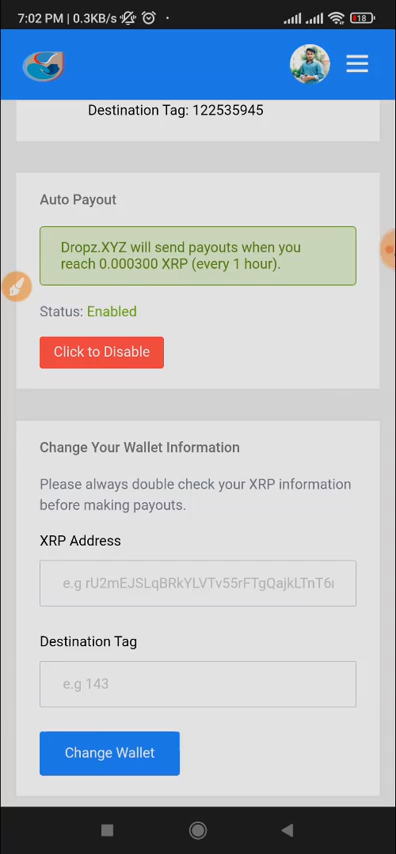 7:02 PM | 0.3KB/s
18
Destination Tag: 122535945
Auto Payout
Dropz.XYZ will send payouts when you
reach 0.000300 XRP (every 1 hour).
Status: Enabled
Click to Disable
Change Your Wallet Information
Please always double check your XRP information
before making payouts.
XRP Address
e.g rU2mEJSLqBRkYLVTv55rFTgQajkLTnT6
Destination Tag
e.g 143
Change Wallet